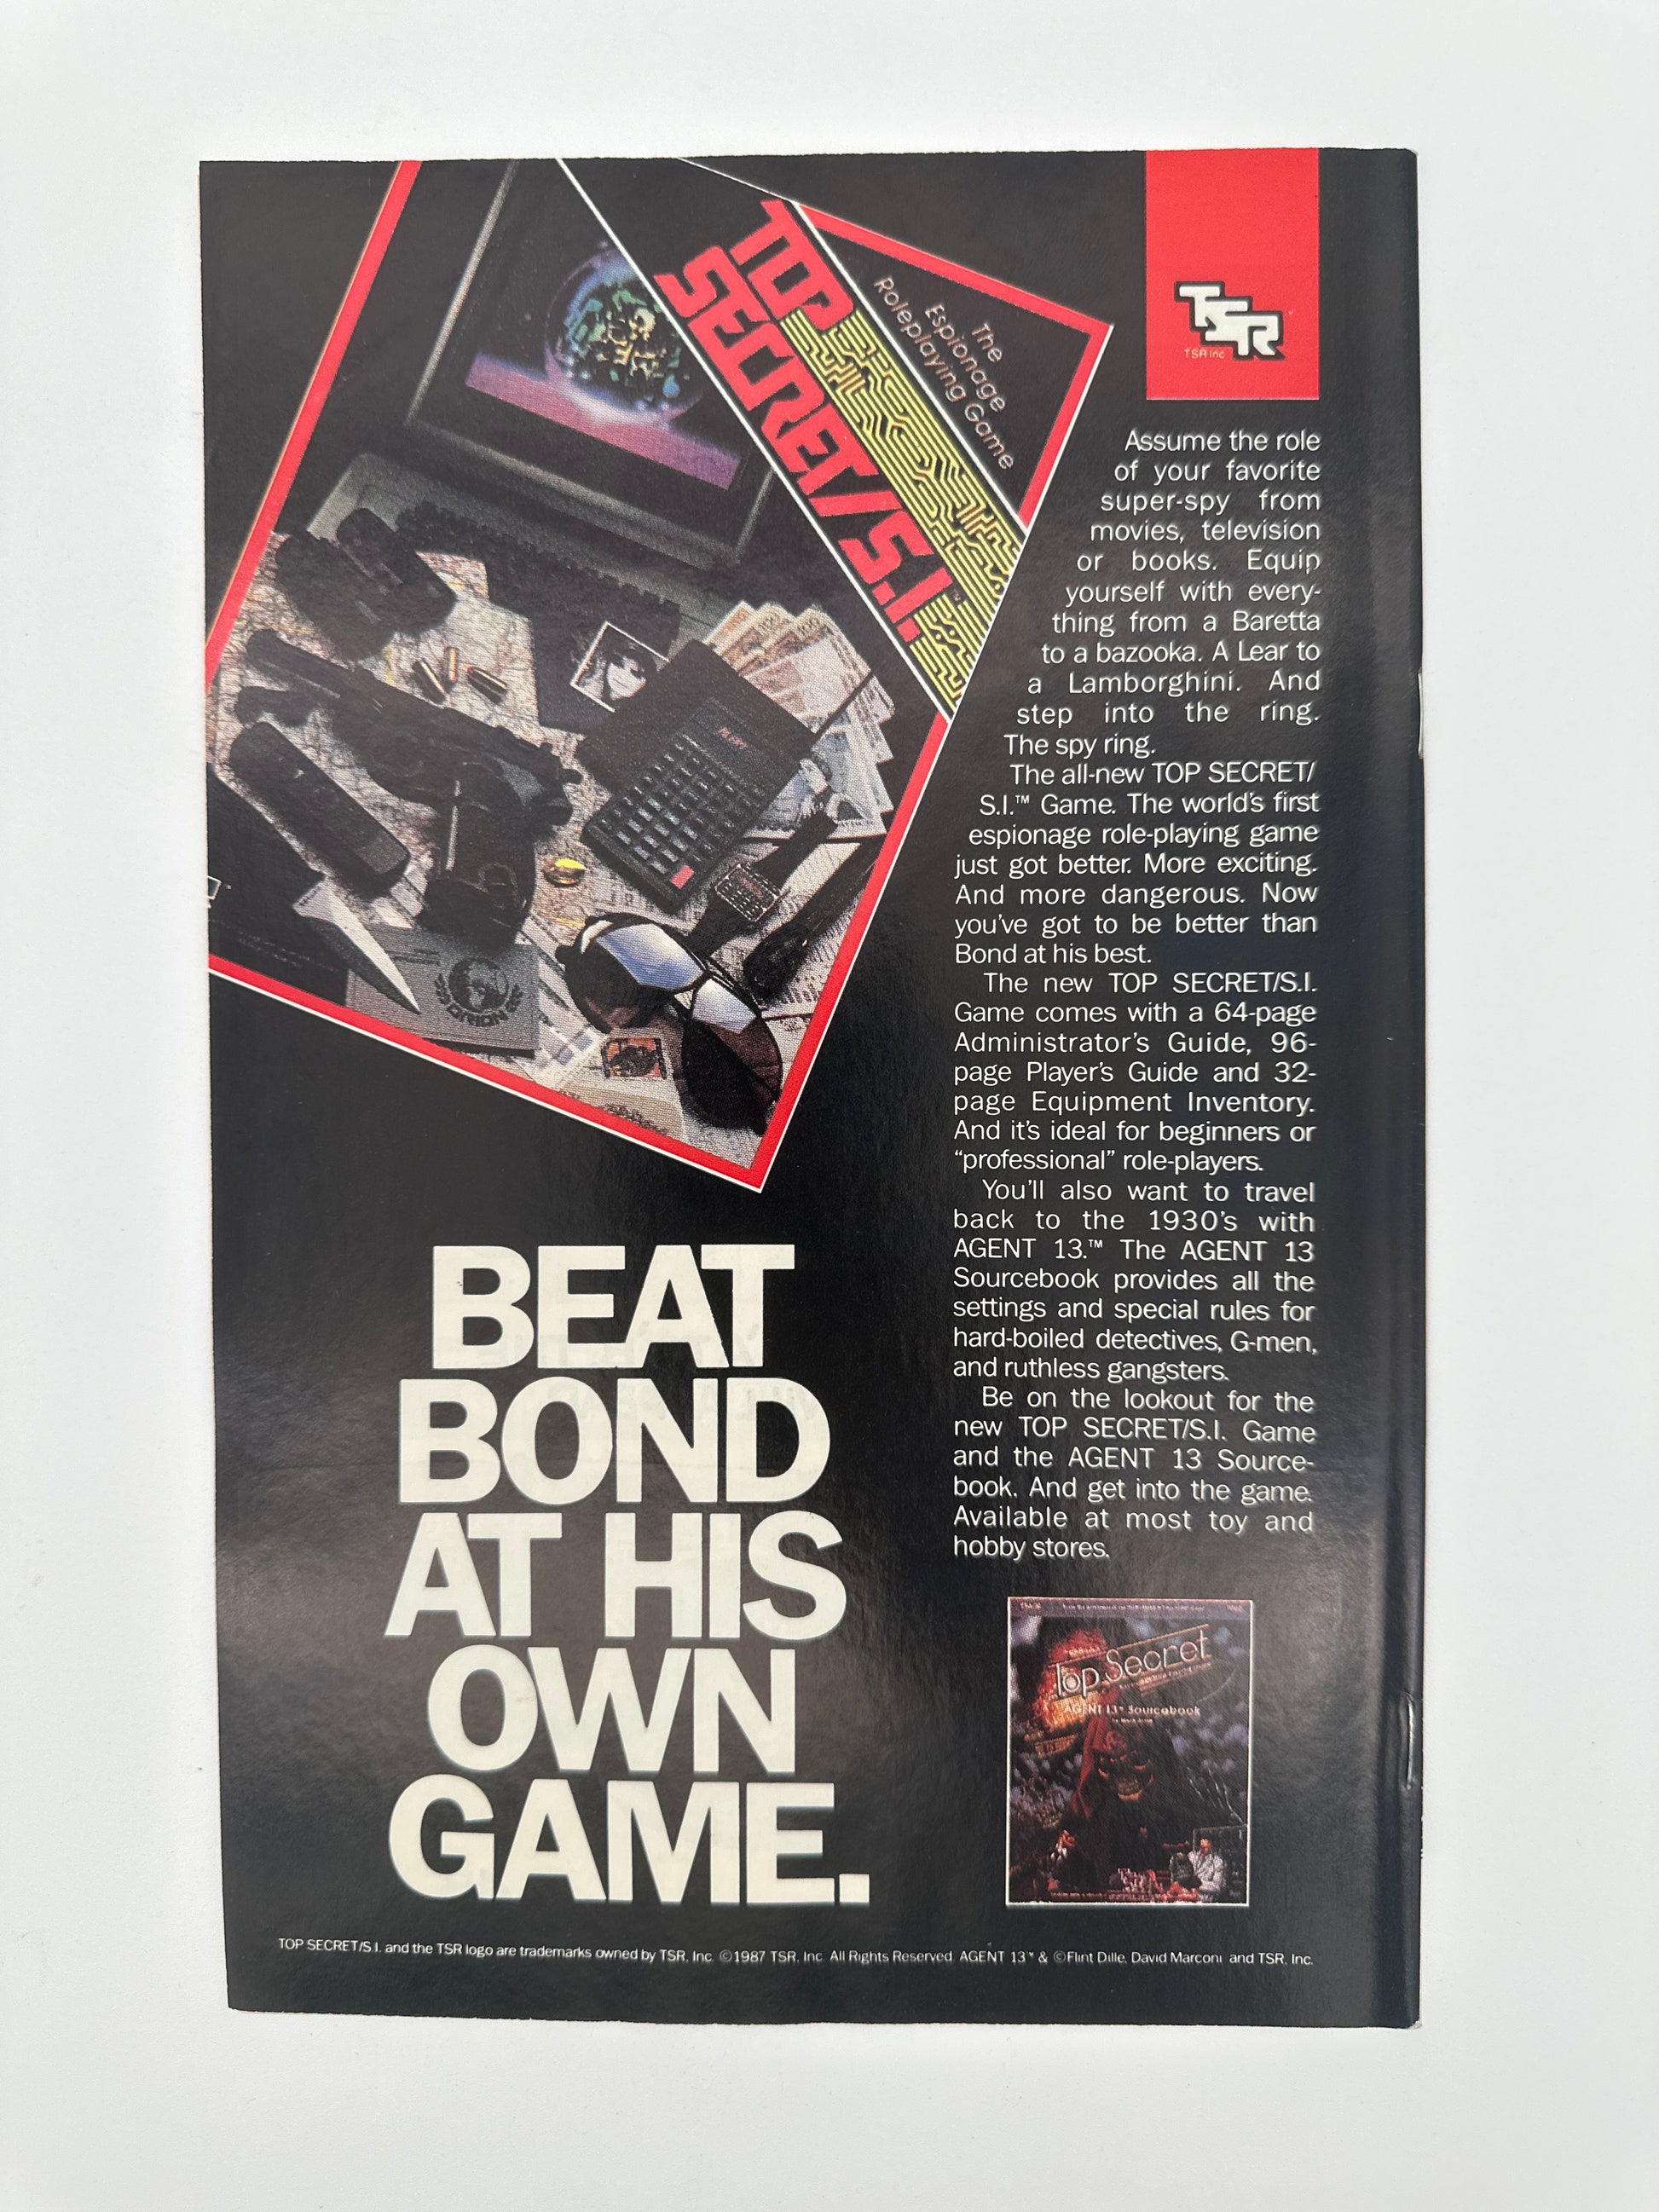 TOP
SECRET/S.I.™
The
Espionage
Roleplaying Game
ORION
TSR
TSR Inc
Assume the role
of your favorite
super-spy from
movies, television
or books. Equip
yourself with every-
thing from a Baretta
to a bazooka. A Lear to
a Lamborghini. And
step into the ring.
The spy ring.
The all-new TOP SECRET/
S.I.™ Game. The world's first
espionage role-playing game
just got better. More exciting.
And more dangerous. Now
you've got to be better than
Bond at his best.
The new TOP SECRET/S.I.
Game comes with a 64-page
Administrator's Guide, 96-
page Player's Guide and 32-
page Equipment Inventory.
And it's ideal for beginners or
“professional” role-players.
You'll also want to travel
back to the 1930's with
AGENT 13.™ The AGENT 13
Sourcebook provides all the
settings and special rules for
hard-boiled detectives, G-men,
and ruthless gangsters.
Be on the lookout for the
new TOP SECRET/S.I. Game
and the AGENT 13 Source-
book. And get into the game.
Available at most toy and
hobby stores.
BEAT
BOND
AT HIS
OWN
GAME.
Top Secret
AGENT 13™ Sourcebook
TOP SECRET/S.I. and the TSR logo are trademarks owned by TSR, Inc. ©1987 TSR, Inc. All Rights Reserved. AGENT 13™ & ©Flint Dille, David Marconi and TSR, Inc.